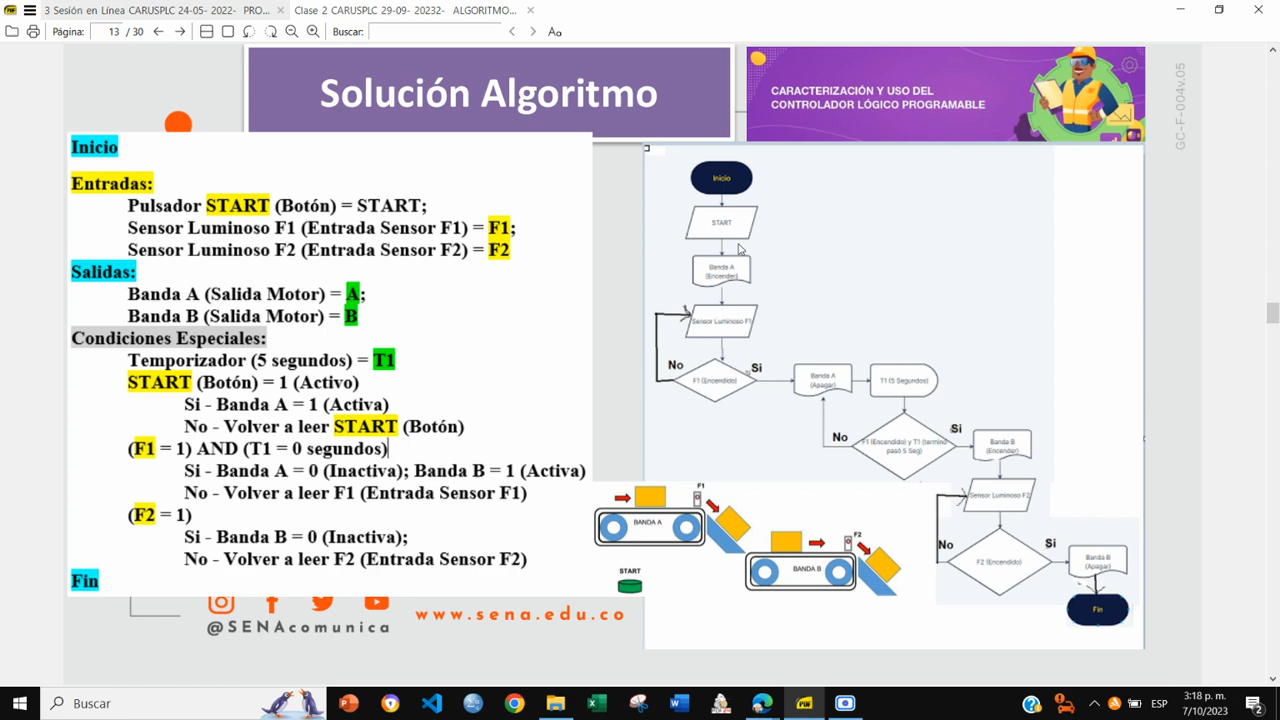 3 Sesión en Línea CARUSPLC 24-05- 2022- PRO...
Clase 2 CARUSPLC 29-09- 20232- ALGORITMO...
Página: 13 / 30
Buscar:
Solución Algoritmo
CARACTERIZACIÓN Y USO DEL
CONTROLADOR LÓGICO PROGRAMABLE
GC-F-004v.05
Inicio
Entradas:
Pulsador START (Botón) = START;
Sensor Luminoso F1 (Entrada Sensor F1) = F1;
Sensor Luminoso F2 (Entrada Sensor F2) = F2
Salidas:
Banda A (Salida Motor) = A;
Banda B (Salida Motor) = B
Condiciones Especiales:
Temporizador (5 segundos) = T1
START (Botón) = 1 (Activo)
Si - Banda A = 1 (Activa)
No - Volver a leer START (Botón)
(F1 = 1) AND (T1 = 0 segundos)
Si - Banda A = 0 (Inactiva); Banda B = 1 (Activa)
No - Volver a leer F1 (Entrada Sensor F1)
(F2 = 1)
Si - Banda B = 0 (Inactiva);
No - Volver a leer F2 (Entrada Sensor F2)
Fin
Inicio
START
Banda A
(Encender)
Sensor Luminoso F1
No
Si
F1 (Encendido)
Banda A
(Apagar)
T1 (5 Segundos)
No
Si
F1 (Encendido) y T1 (termino
pasó 5 Seg)
Banda B
(Encender)
Sensor Luminoso F2
No
Si
F2 (Encendido)
Banda B
(Apagar)
Fin
F1
BANDA A
F2
BANDA B
START
@SENAcomunica
www.sena.edu.co
Buscar
ESP
3:18 p. m.
7/10/2023
2